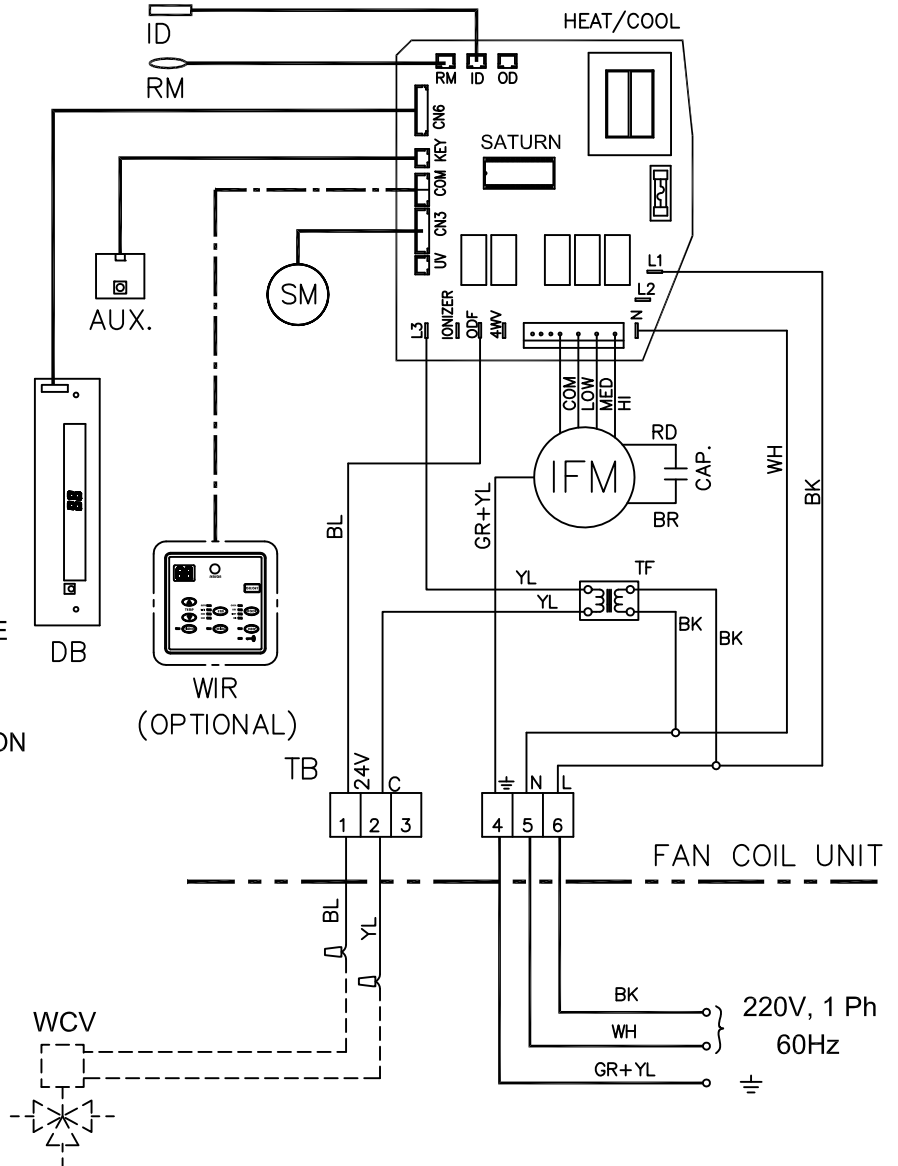 ID
RM
HEAT/COOL
RM ID OD
CN6
KEY
COM
CN3
UV
SATURN
L1
L2
N
L3
IONIZER
ODF
4WV
AUX.
SM
COM
LOW
MED
HI
IFM
RD
BR
CAP.
WH
BK
BL
GR+YL
YL
YL
TF
BK
BK
E
DB
WIR
(OPTIONAL)
ON
TB
24V
C
N
L
1 2 3
4 5 6
FAN COIL UNIT
BL
YL
WCV
BK
WH
GR+YL
220V, 1 Ph
60Hz